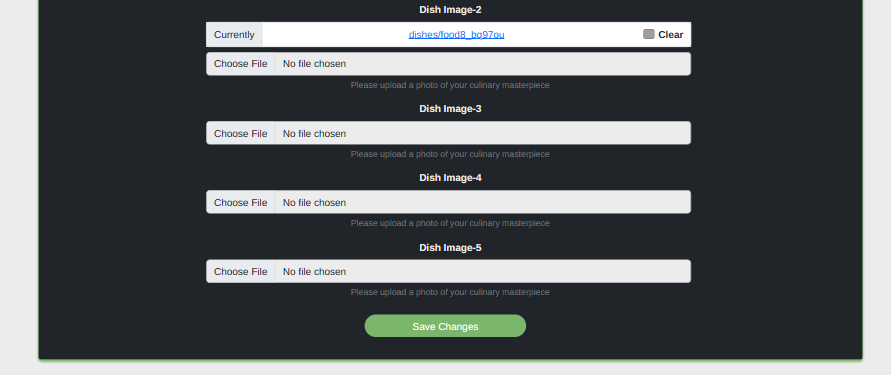 Dish Image-2
Currently dishes/food8_bq97ou Clear
Choose File No file chosen
Please upload a photo of your culinary masterpiece
Dish Image-3
Choose File No file chosen
Please upload a photo of your culinary masterpiece
Dish Image-4
Choose File No file chosen
Please upload a photo of your culinary masterpiece
Dish Image-5
Choose File No file chosen
Please upload a photo of your culinary masterpiece
Save Changes